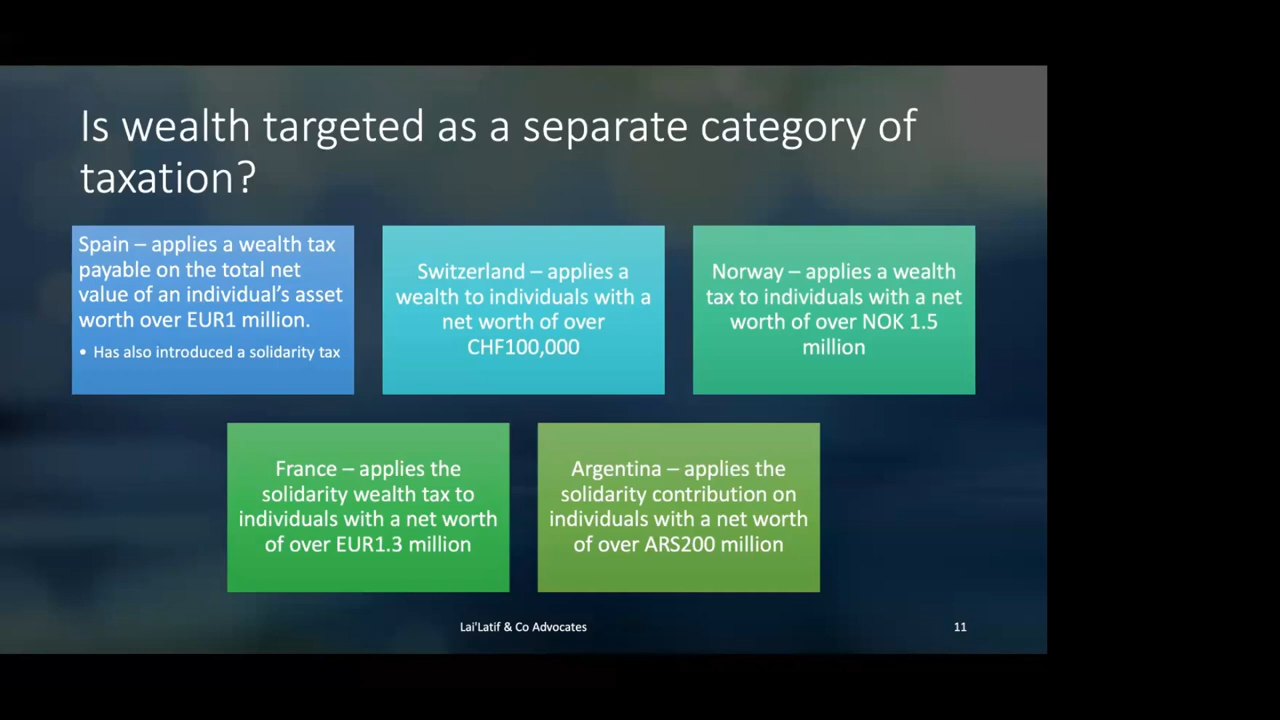 Is wealth targeted as a separate category of
taxation?
Spain – applies a wealth tax
payable on the total net
value of an individual's asset
worth over EUR1 million.
• Has also introduced a solidarity tax
Switzerland – applies a
wealth to individuals with a
net worth of over
CHF100,000
Norway – applies a wealth
tax to individuals with a net
worth of over NOK 1.5
million
France – applies the
solidarity wealth tax to
individuals with a net worth
of over EUR1.3 million
Argentina – applies the
solidarity contribution on
individuals with a net worth
of over ARS200 million
Lai'Latif & Co Advocates
11